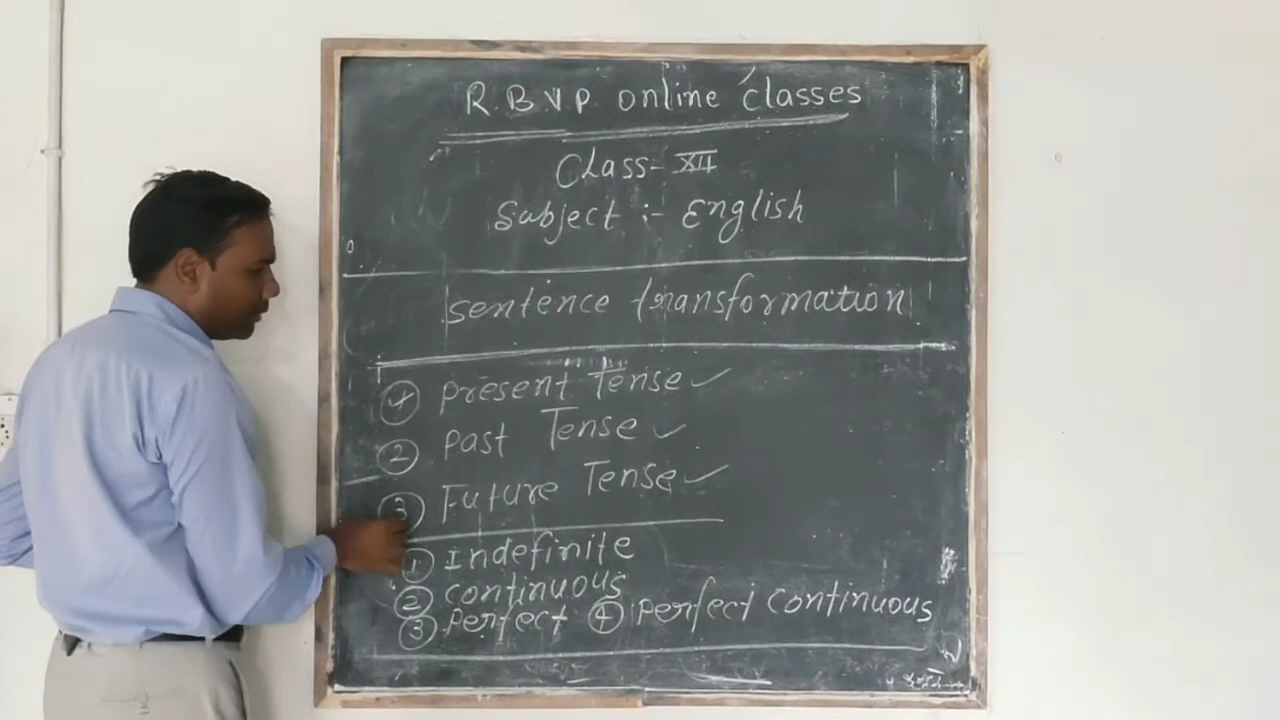 R.B.V.P online classes
Class- XII
Subject :- English
sentence transformation
① present Tense ✓
② past Tense ✓
③ Future Tense ✓
① Indefinite
② continuous
③ perfect ④ perfect continuous